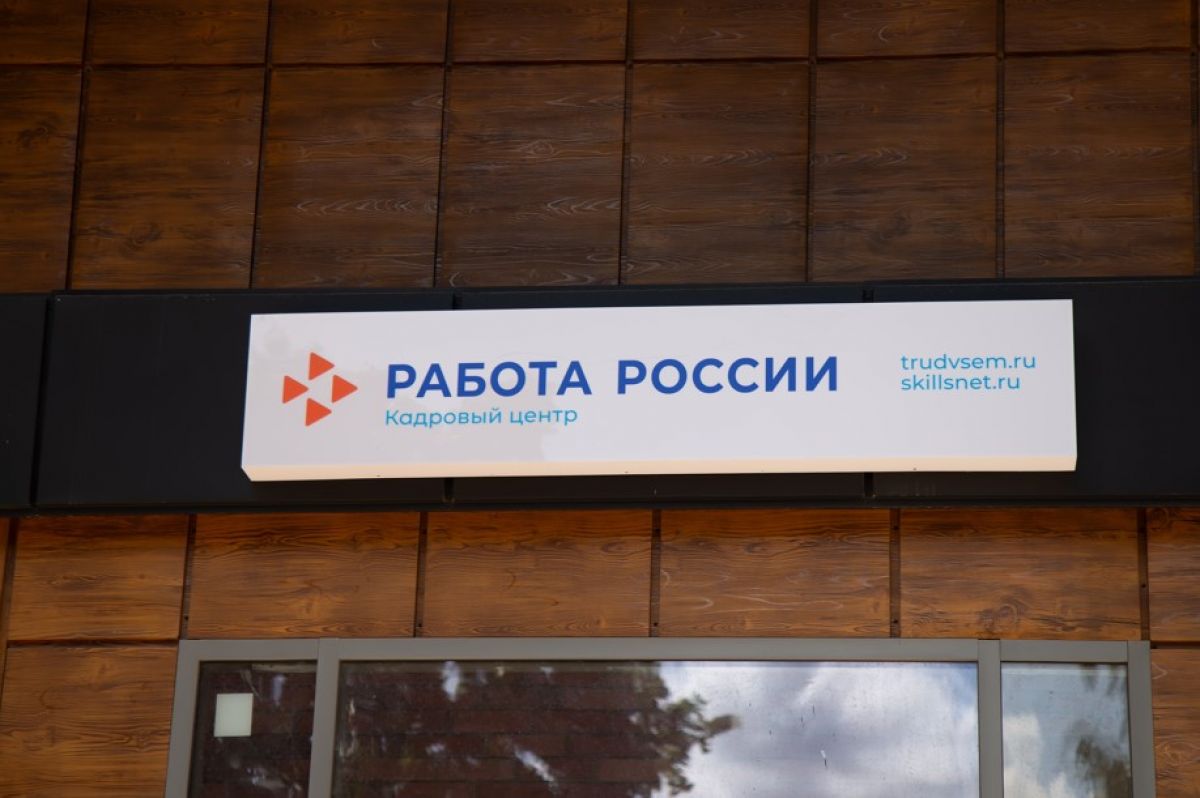 РАБОТА РОССИИ
Кадровый центр
trudvsem.ru
skillsnet.ru